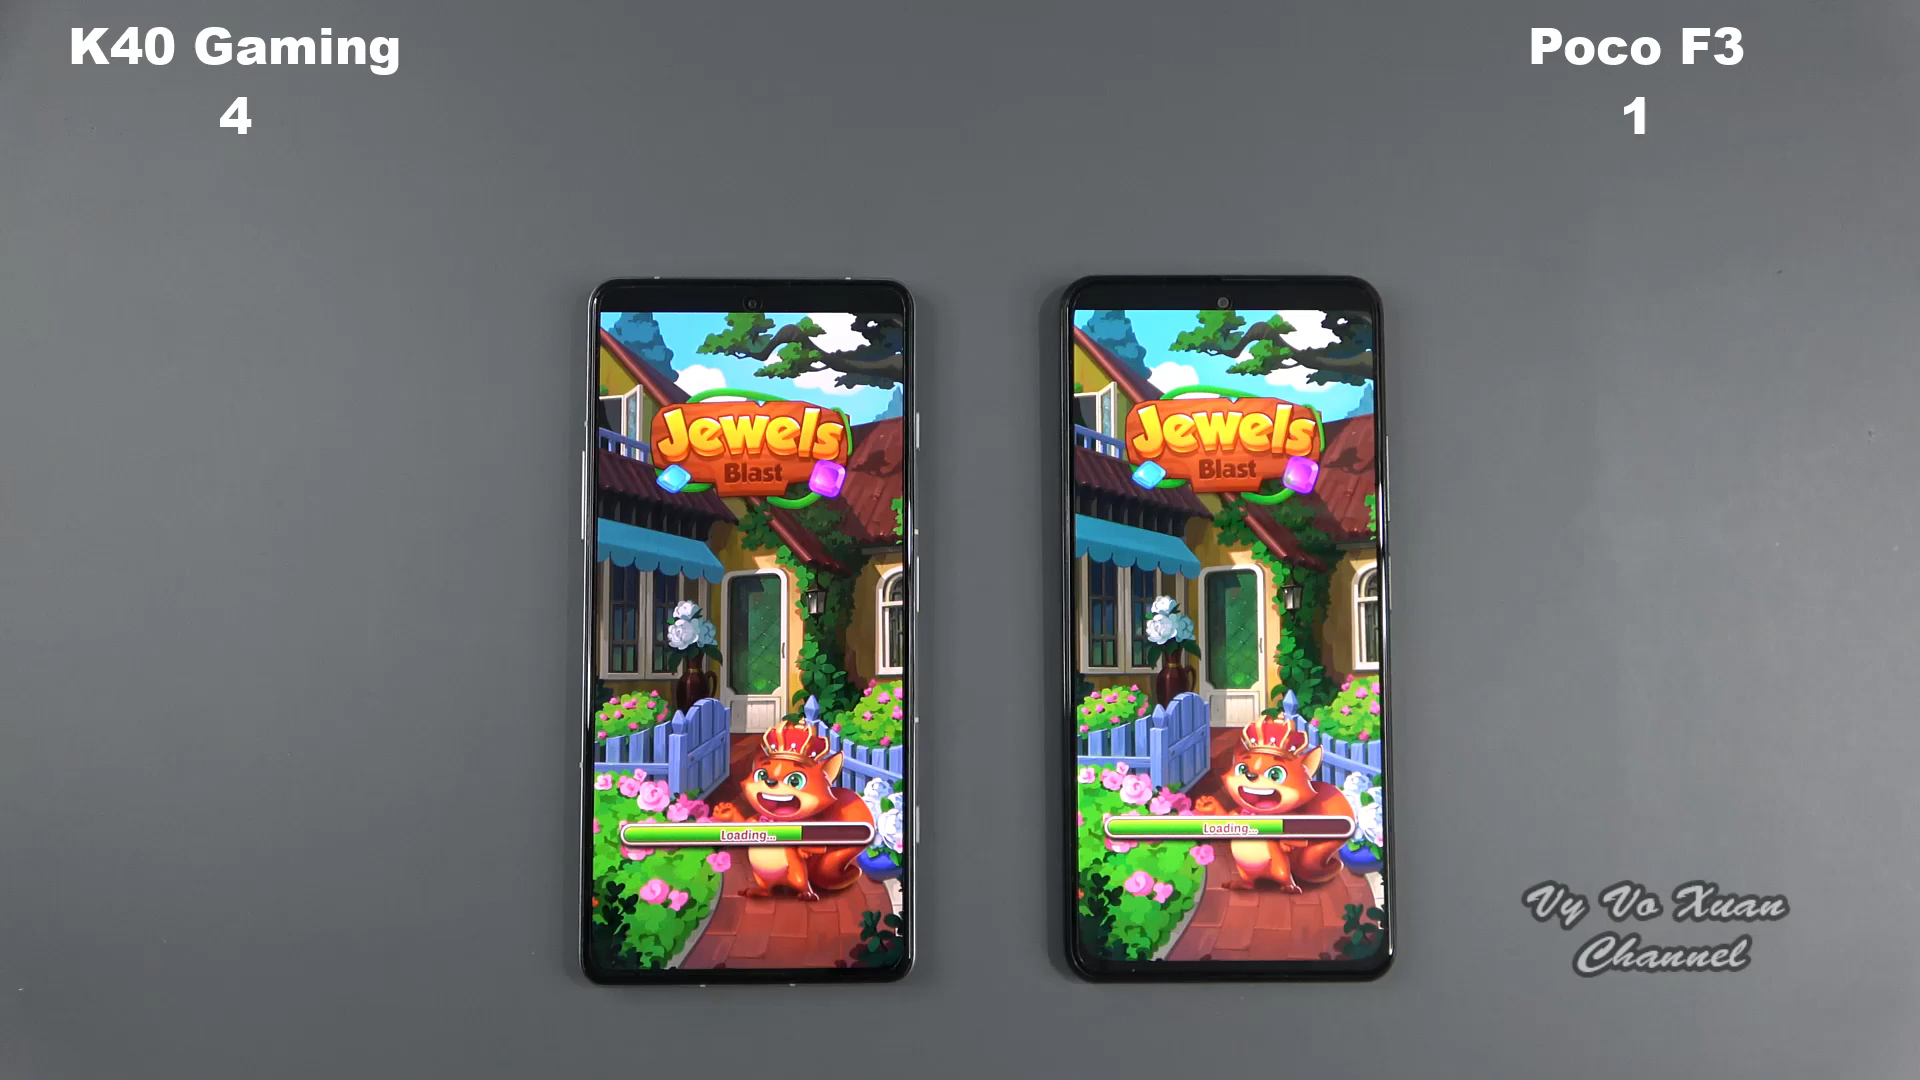 K40 Gaming
4
Poco F3
1
Jewels
Blast
Loading...
Jewels
Blast
Loading...
Vy Vo Xuan
Channel